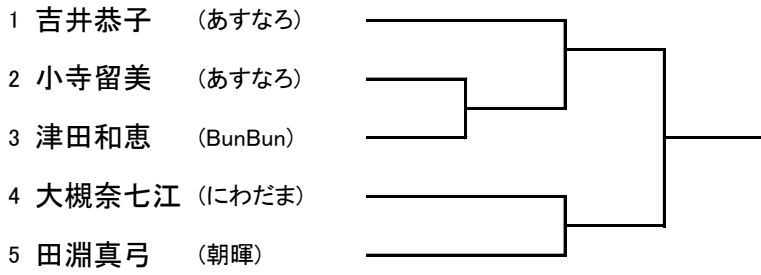 1 吉井恭子 (あすなろ)
2 小寺留美 (あすなろ)
3 津田和恵 (BunBun)
4 大槻奈七江 (にわだま)
5 田淵真弓 (朝暉)